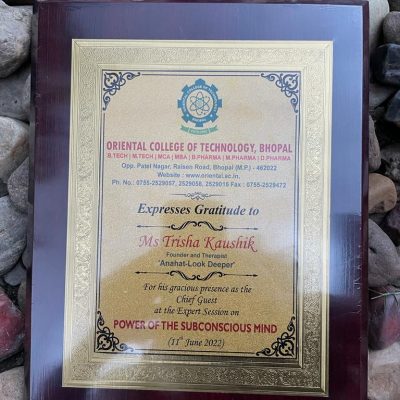 ORIENTAL COLLEGE OF TECHNOLOGY, BHOPAL
B.TECH | M.TECH | MCA | MBA | B.PHARMA | M.PHARMA | D.PHARMA
Opp. Patel Nagar, Raisen Road, Bhopal (M.P.) - 462022
Website : www.oriental.ac.in
Ph. No.: 0755-2529057, 2529058, 2529016 Fax : 0755-2529472
Expresses Gratitude to
Ms Trisha Kaushik
Founder and Therapist
'Anahat-Look Deeper'
For his gracious presence as the
Chief Guest
at the Expert Session on
POWER OF THE SUBCONSCIOUS MIND
(11th June 2022)